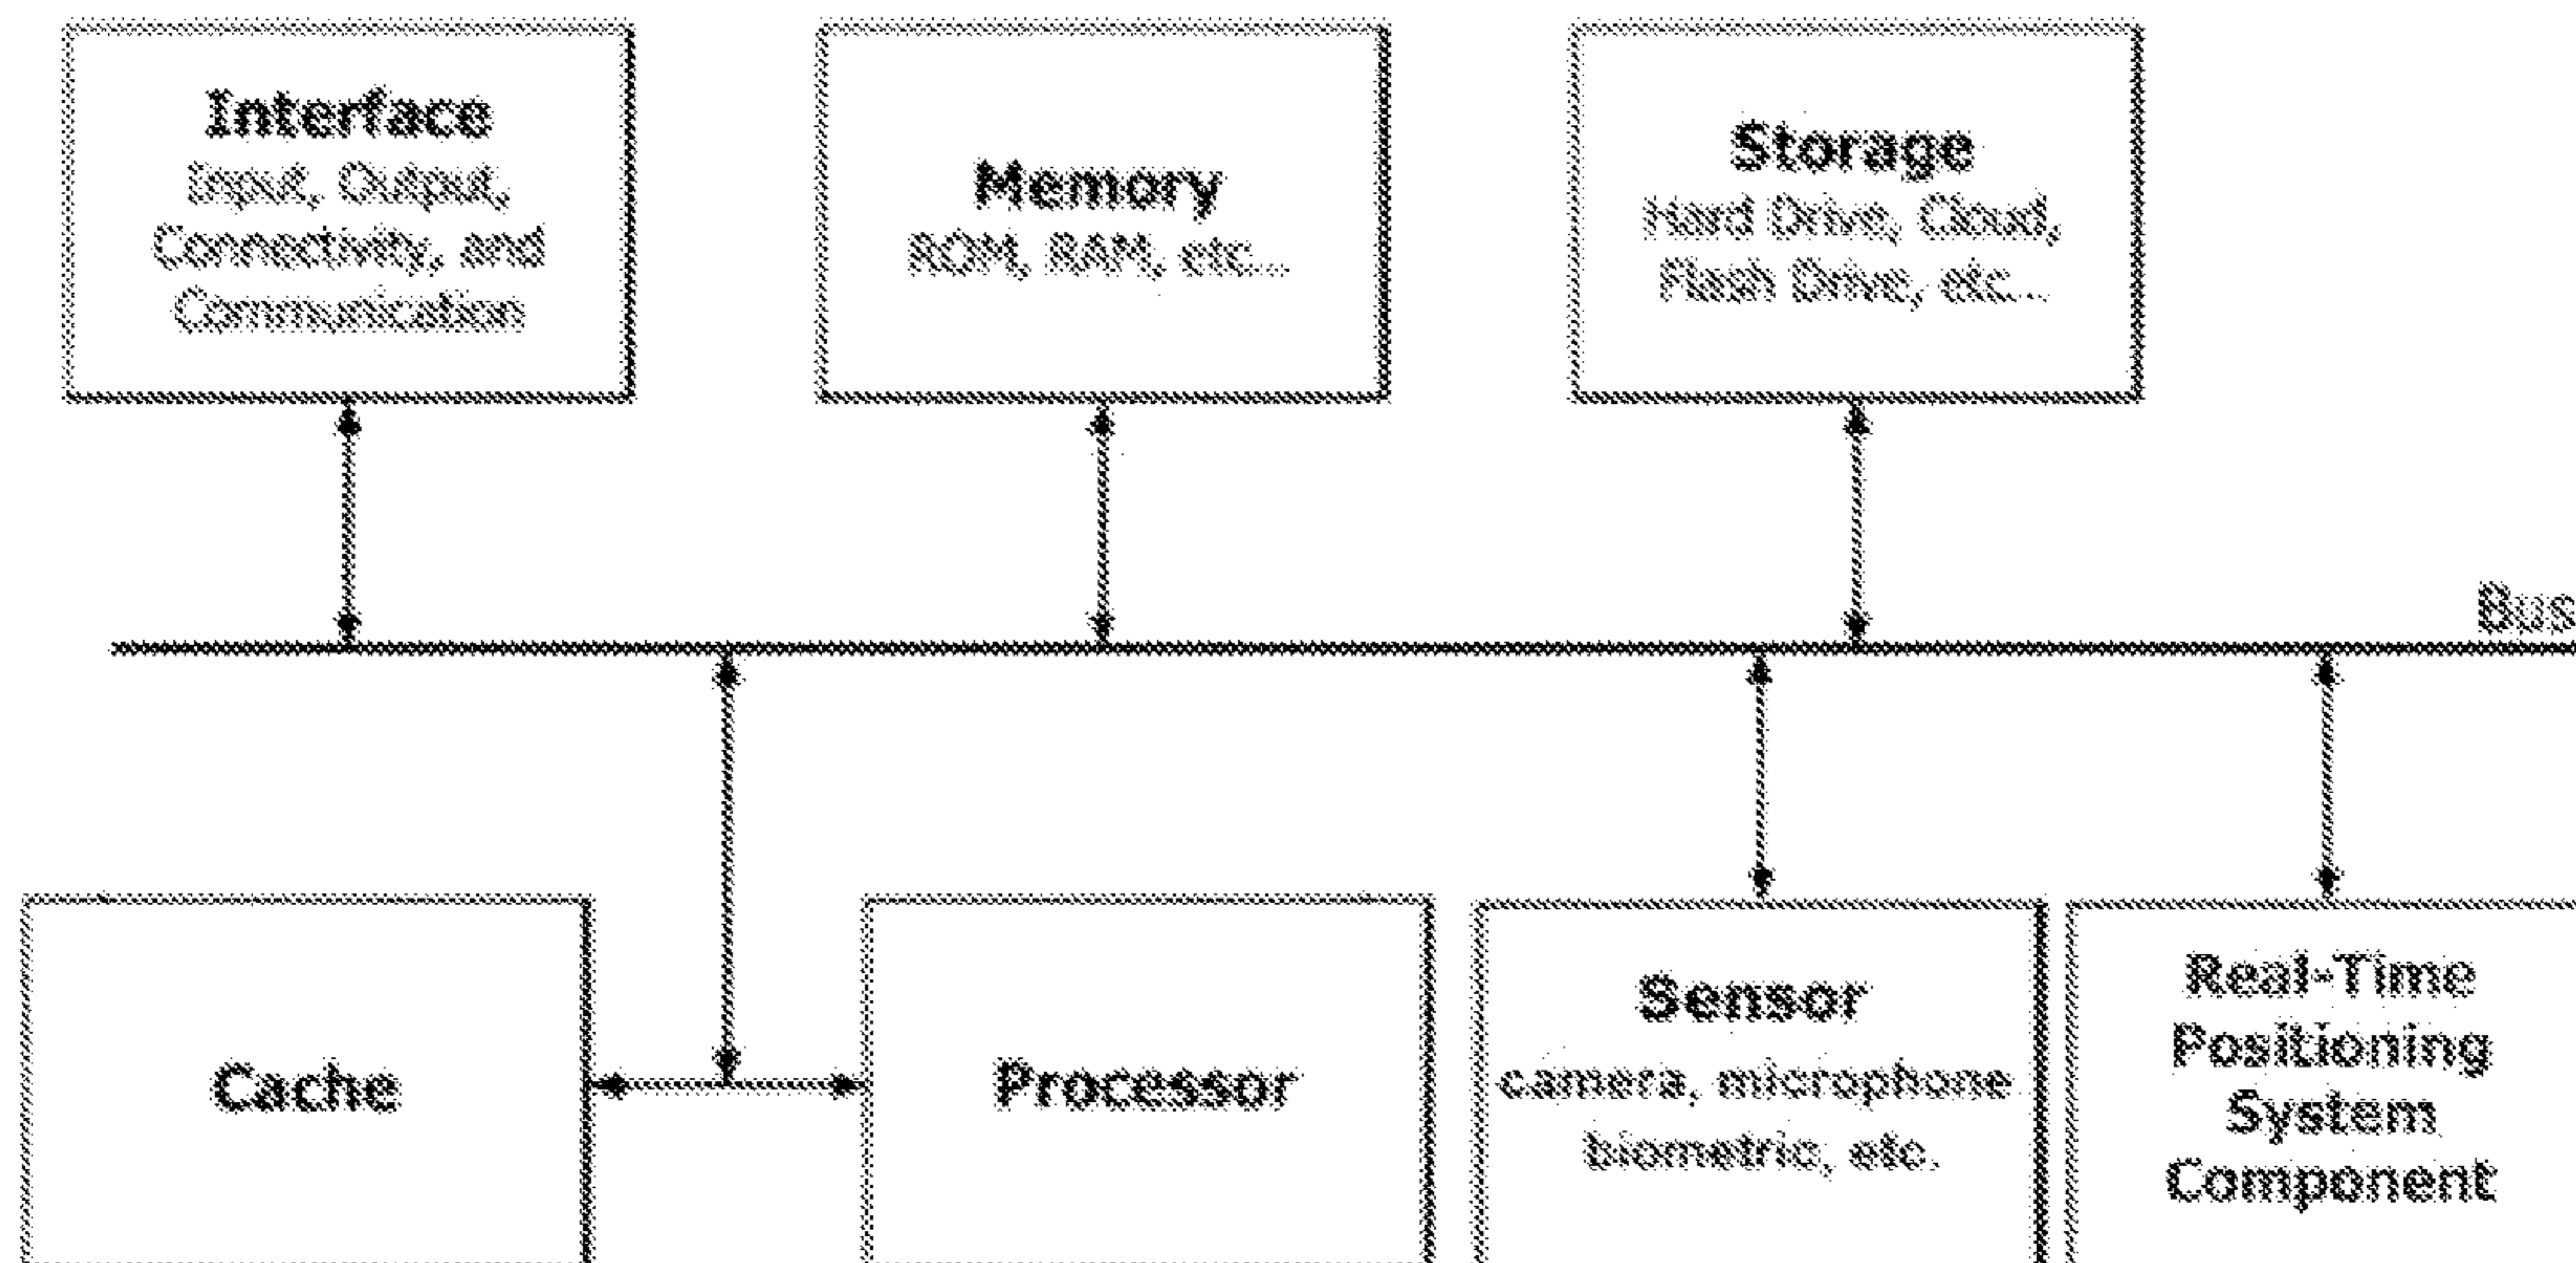 Interface
Input, Output,
Connectivity, and
Communication
Memory
ROM, RAM, etc...
Storage
Hard Drive, Cloud,
Flash Drive, etc...
Bus
Cache
Processor
Sensor
camera, microphone
biometric, etc.
Real-Time
Positioning
System
Component